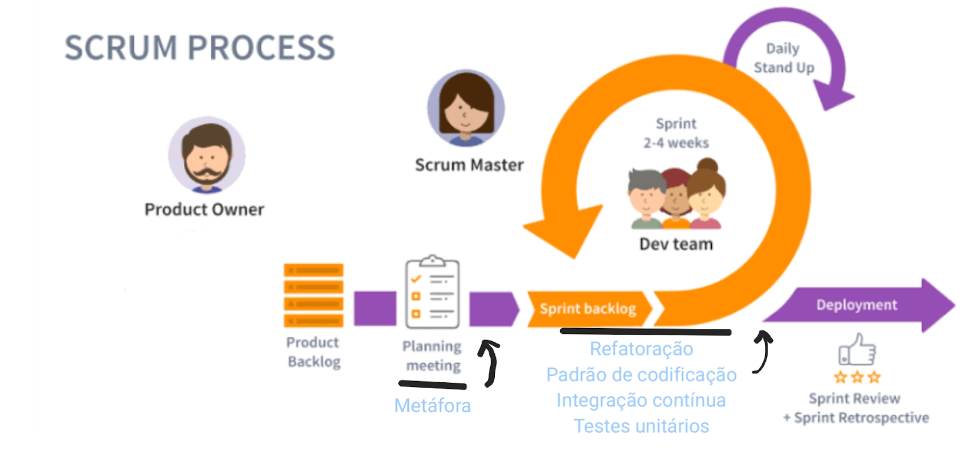 SCRUM PROCESS
Daily
Stand Up
Sprint
2-4 weeks
Scrum Master
Product Owner
Dev team
Sprint backlog
Deployment
Product
Backlog
Planning
meeting
Metáfora
Refatoração
Padrão de codificação
Integração contínua
Testes unitários
Sprint Review
+ Sprint Retrospective